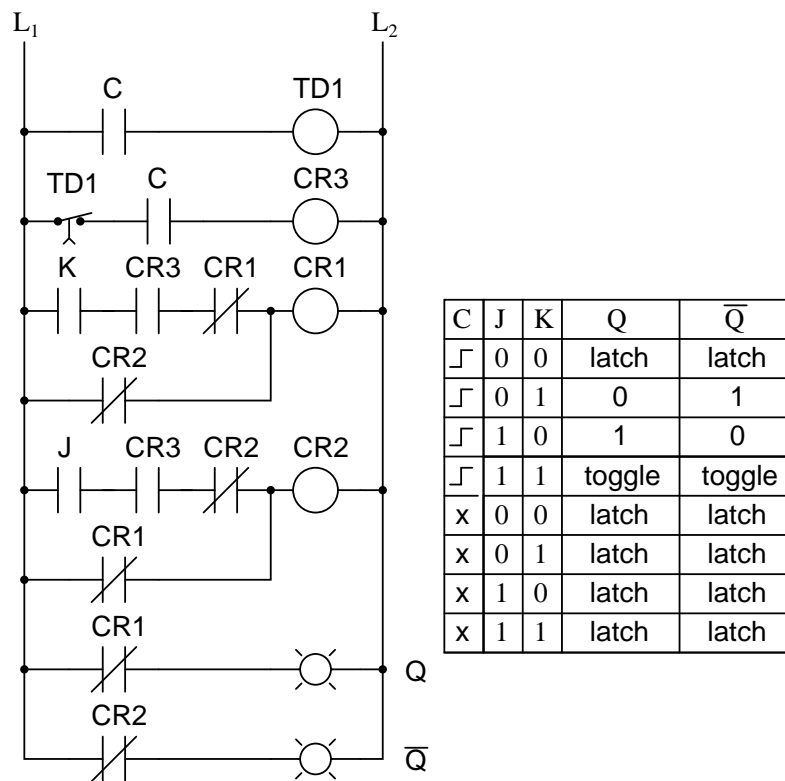 L₁ L₂
C TD1
TD1 C CR3
K CR3 CR1 CR1
CR2
J CR3 CR2 CR2
CR1
CR1
Q
CR2
Q̅
C J K Q Q̅
0 0 latch latch
0 1 0 1
1 0 1 0
1 1 toggle toggle
x 0 0 latch latch
x 0 1 latch latch
x 1 0 latch latch
x 1 1 latch latch